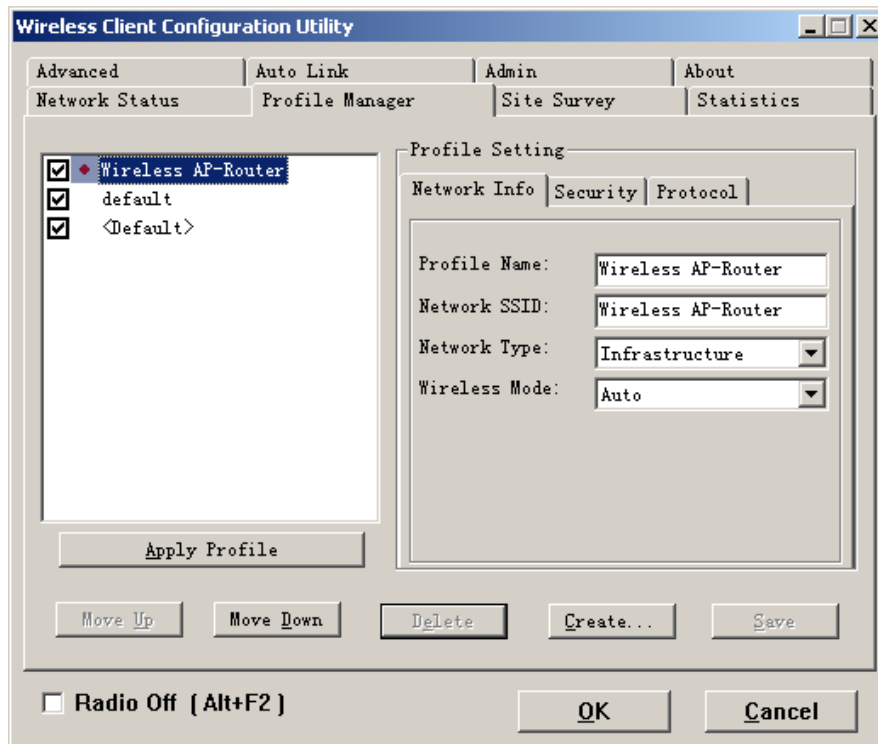 Wireless Client Configuration Utility
Advanced
Auto Link
Admin
About
Network Status
Profile Manager
Site Survey
Statistics
Wireless AP-Router
default
<Default>
Apply Profile
Profile Setting
Network Info
Security
Protocol
Profile Name:
Wireless AP-Router
Network SSID:
Wireless AP-Router
Network Type:
Infrastructure
Wireless Mode:
Auto
Move Up
Move Down
Delete
Create...
Save
Radio Off ( Alt+F2 )
OK
Cancel